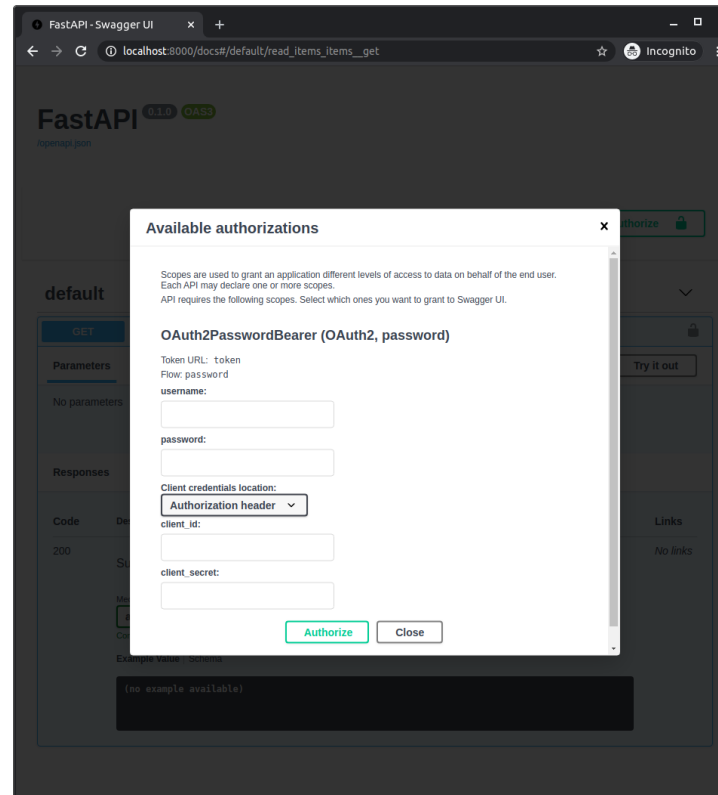 FastAPI - Swagger UI
localhost:8000/docs#/default/read_items_items__get
Incognito
FastAPI 0.1.0 OAS3
/openapi.json
Available authorizations x
Scopes are used to grant an application different levels of access to data on behalf of the end user.
Each API may declare one or more scopes.
API requires the following scopes. Select which ones you want to grant to Swagger UI.
OAuth2PasswordBearer (OAuth2, password)
Token URL: token
Flow: password
username:
password:
Client credentials location:
Authorization header
client_id:
client_secret:
Authorize Close
thorize
default
GET
Parameters
Try it out
No parameters
Responses
Code
Links
200
No links
Example Value Schema
(no example available)